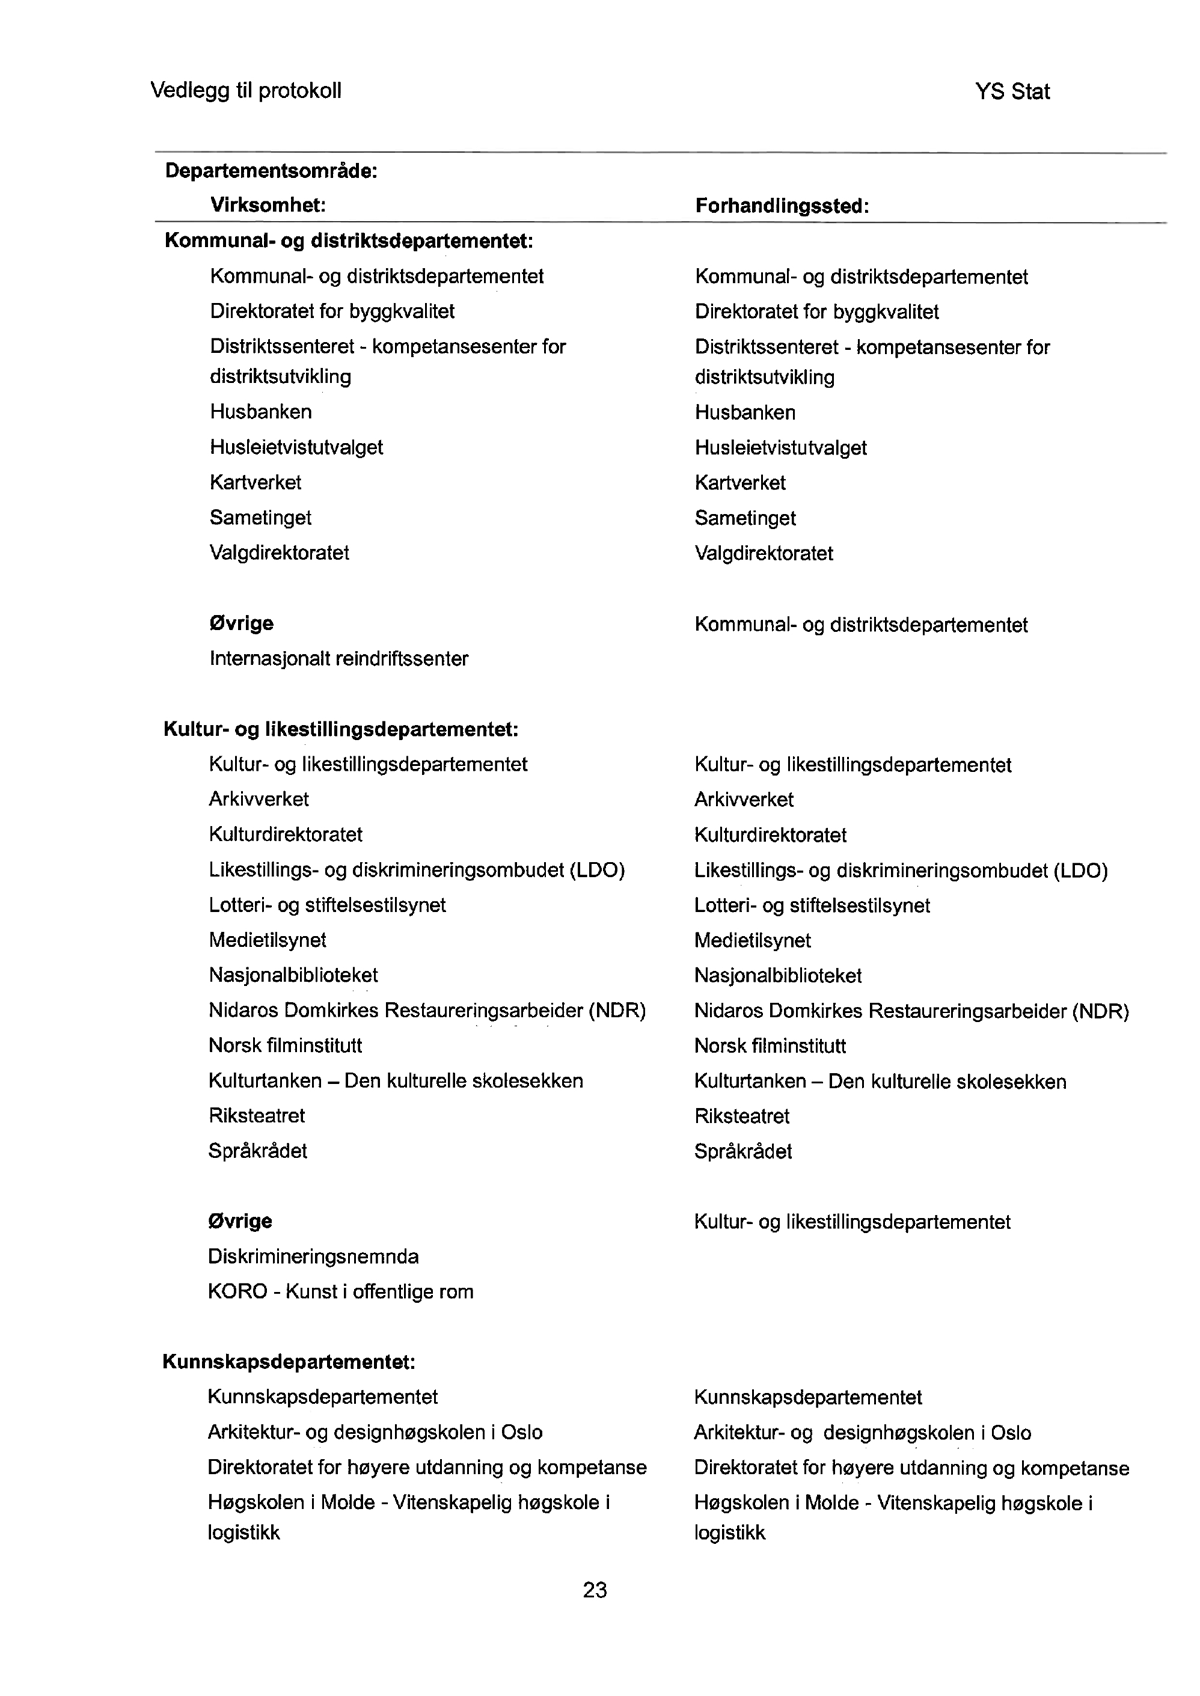 Vedlegg til protokoll YS Stat
Departementsområde:
Virksomhet: Forhandlingssted:
Kommunal- og distriktsdepartementet:
Kommunal- og distriktsdepartementet Kommunal- og distriktsdepartementet
Direktoratet for byggkvalitet Direktoratet for byggkvalitet
Distriktssenteret - kompetansesenter for Distriktssenteret - kompetansesenter for
distriktsutvikling distriktsutvikling
Husbanken Husbanken
Husleietvistutvalget Husleietvistutvalget
Kartverket Kartverket
Sametinget Sametinget
Valgdirektoratet Valgdirektoratet
Øvrige Kommunal- og distriktsdepartementet
Internasjonalt reindriftssenter
Kultur- og likestillingsdepartementet:
Kultur- og likestillingsdepartementet Kultur- og likestillingsdepartementet
Arkivverket Arkivverket
Kulturdirektoratet Kulturdirektoratet
Likestillings- og diskrimineringsombudet (LDO) Likestillings- og diskrimineringsombudet (LDO)
Lotteri- og stiftelsestilsynet Lotteri- og stiftelsestilsynet
Medietilsynet Medietilsynet
Nasjonalbiblioteket Nasjonalbiblioteket
Nidaros Domkirkes Restaureringsarbeider (NDR) Nidaros Domkirkes Restaureringsarbeider (NDR)
Norsk filminstitutt Norsk filminstitutt
Kulturtanken – Den kulturelle skolesekken Kulturtanken – Den kulturelle skolesekken
Riksteatret Riksteatret
Språkrådet Språkrådet
Øvrige Kultur- og likestillingsdepartementet
Diskrimineringsnemnda
KORO - Kunst i offentlige rom
Kunnskapsdepartementet:
Kunnskapsdepartementet Kunnskapsdepartementet
Arkitektur- og designhøgskolen i Oslo Arkitektur- og designhøgskolen i Oslo
Direktoratet for høyere utdanning og kompetanse Direktoratet for høyere utdanning og kompetanse
Høgskolen i Molde - Vitenskapelig høgskole i Høgskolen i Molde - Vitenskapelig høgskole i
logistikk logistikk
23